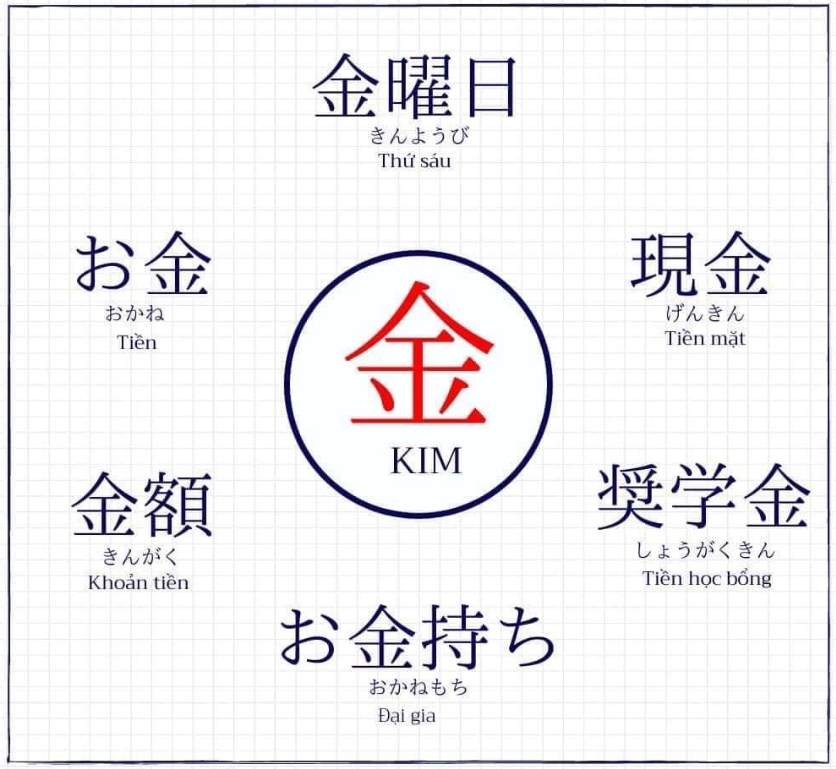 金曜日
きんようび
Thứ sáu
お金
おかね
Tiền
現金
げんきん
Tiền mặt
金
KIM
金額
きんがく
Khoản tiền
奨学金
しょうがくきん
Tiền học bổng
お金持ち
おかねもち
Đại gia